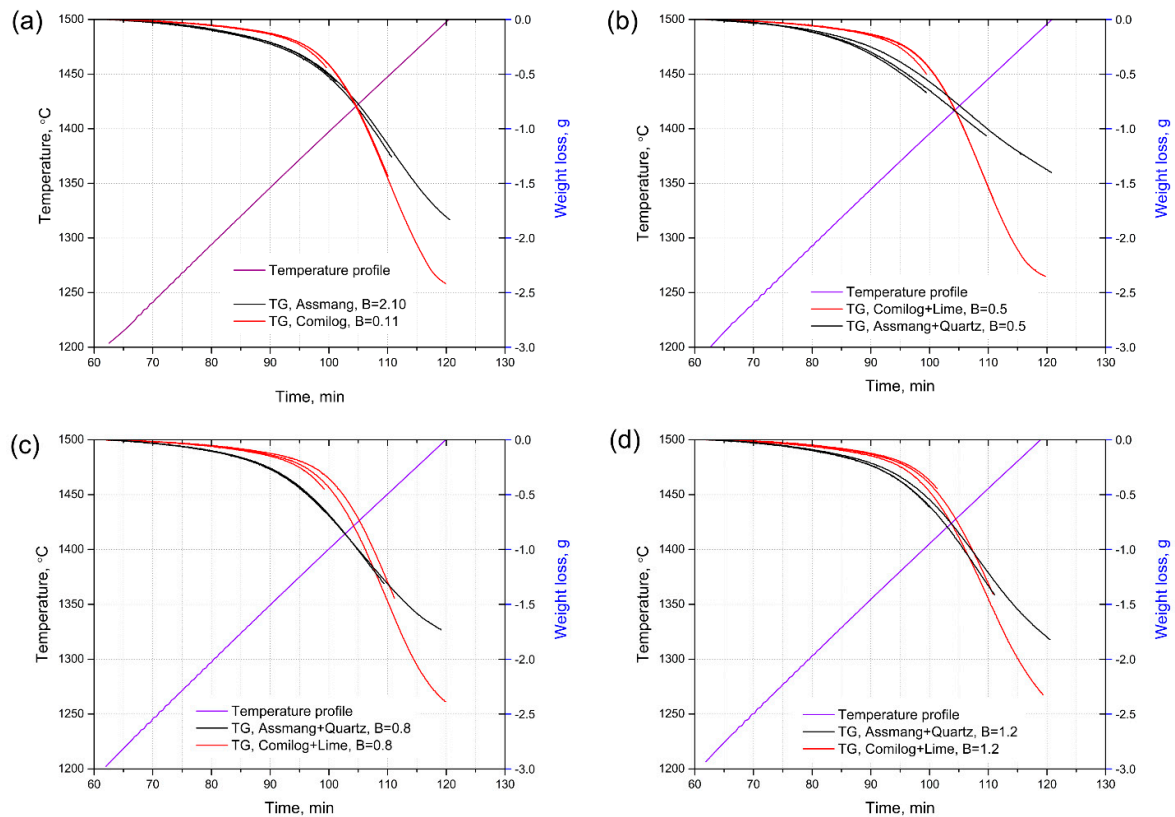 (a)
1500
1450
1400
1350
1300
1250
1200
Temperature, °C
0.0
-0.5
-1.0
-1.5
-2.0
-2.5
-3.0
Weight loss, g
Temperature profile
TG, Assmang, B=2.10
TG, Comilog, B=0.11
60 70 80 90 100 110 120 130
Time, min
(b)
1500
1450
1400
1350
1300
1250
1200
Temperature, °C
0.0
-0.5
-1.0
-1.5
-2.0
-2.5
-3.0
Weight loss, g
Temperature profile
TG, Comilog+Lime, B=0.5
TG, Assmang+Quartz, B=0.5
60 70 80 90 100 110 120 130
Time, min
(c)
1500
1450
1400
1350
1300
1250
1200
Temperature, °C
0.0
-0.5
-1.0
-1.5
-2.0
-2.5
-3.0
Weight loss, g
Temperature profile
TG, Assmang+Quartz, B=0.8
TG, Comilog+Lime, B=0.8
60 70 80 90 100 110 120 130
Time, min
(d)
1500
1450
1400
1350
1300
1250
1200
Temperature, °C
0.0
-0.5
-1.0
-1.5
-2.0
-2.5
-3.0
Weight loss, g
Temperature profile
TG, Assmang+Quartz, B=1.2
TG, Comilog+Lime, B=1.2
60 70 80 90 100 110 120 130
Time, min